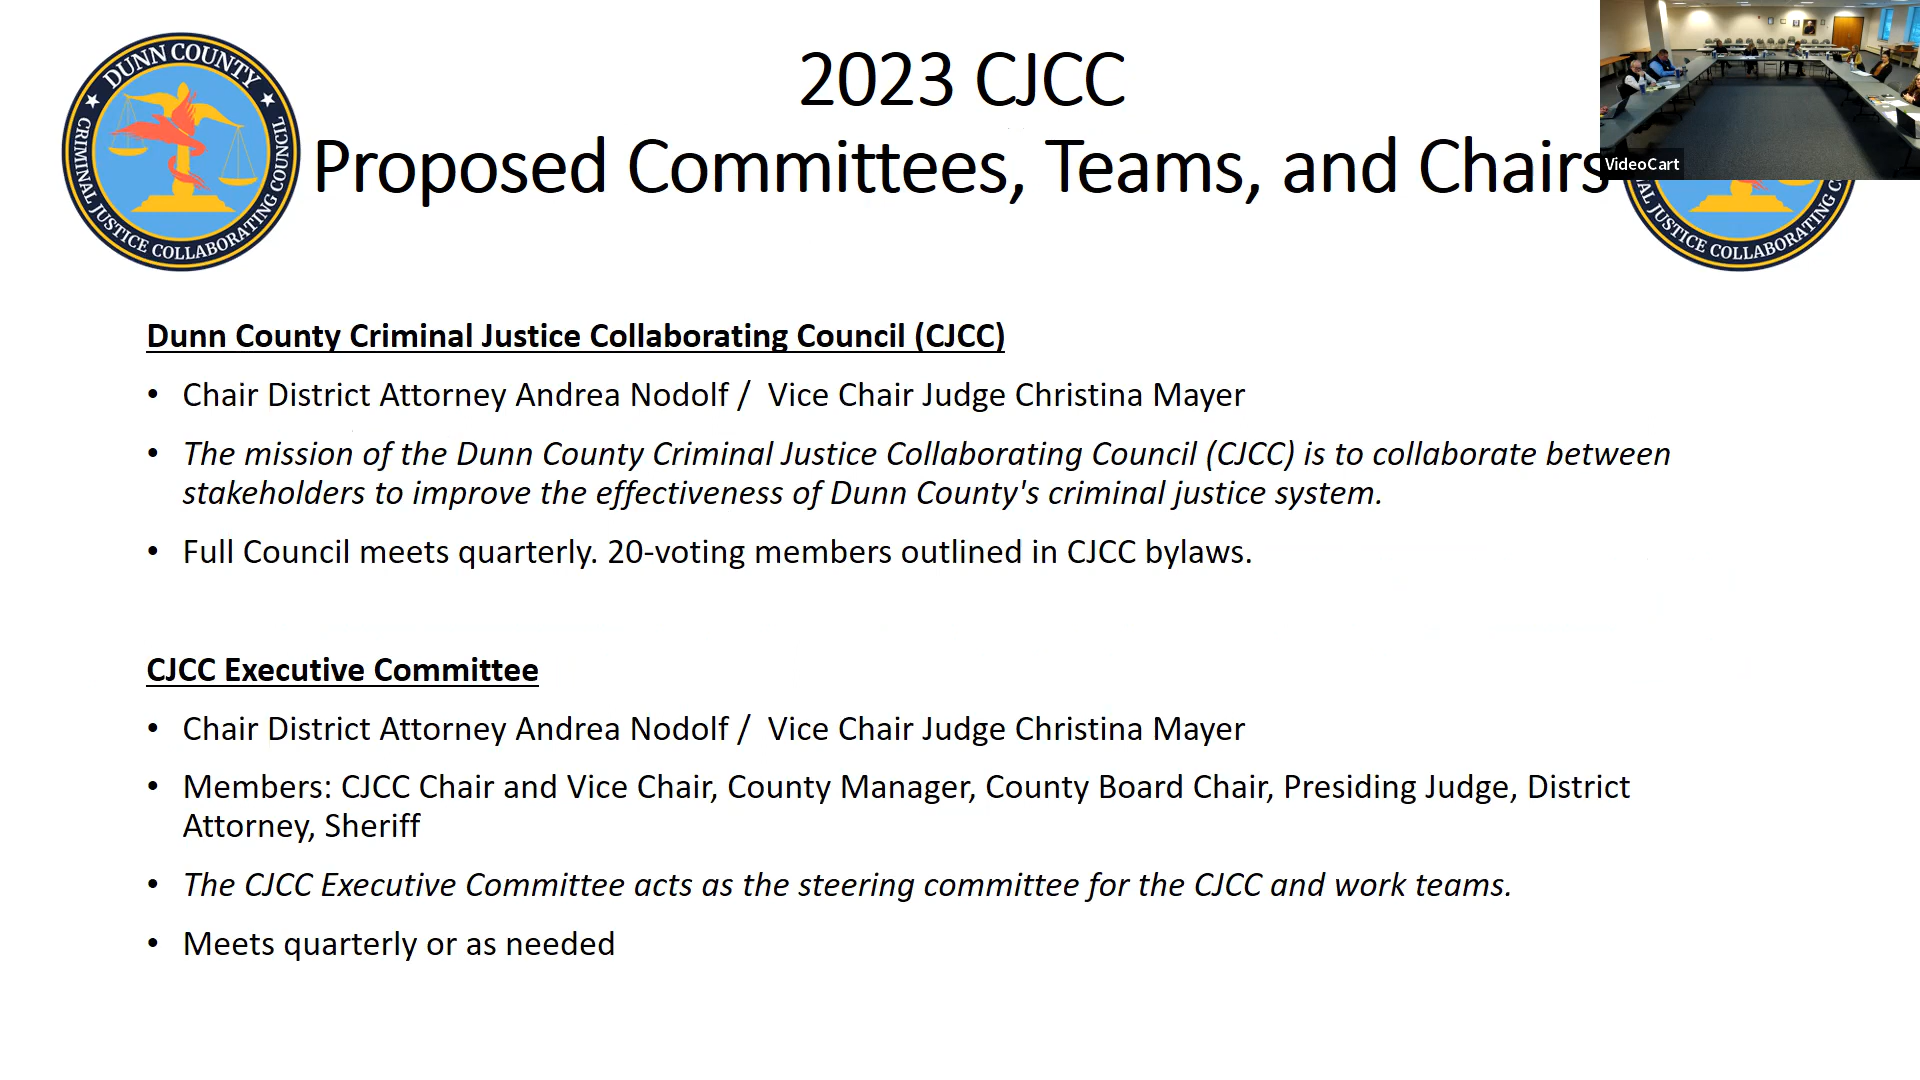 DUNN COUNTY
CRIMINAL JUSTICE COLLABORATING COUNCIL
2023 CJCC
Proposed Committees, Teams, and Chairs
VideoCart
AL JUSTICE COLLABORATING C
Dunn County Criminal Justice Collaborating Council (CJCC)
• Chair District Attorney Andrea Nodolf /  Vice Chair Judge Christina Mayer
• The mission of the Dunn County Criminal Justice Collaborating Council (CJCC) is to collaborate between
stakeholders to improve the effectiveness of Dunn County's criminal justice system.
• Full Council meets quarterly. 20-voting members outlined in CJCC bylaws.
CJCC Executive Committee
• Chair District Attorney Andrea Nodolf /  Vice Chair Judge Christina Mayer
• Members: CJCC Chair and Vice Chair, County Manager, County Board Chair, Presiding Judge, District
Attorney, Sheriff
• The CJCC Executive Committee acts as the steering committee for the CJCC and work teams.
• Meets quarterly or as needed